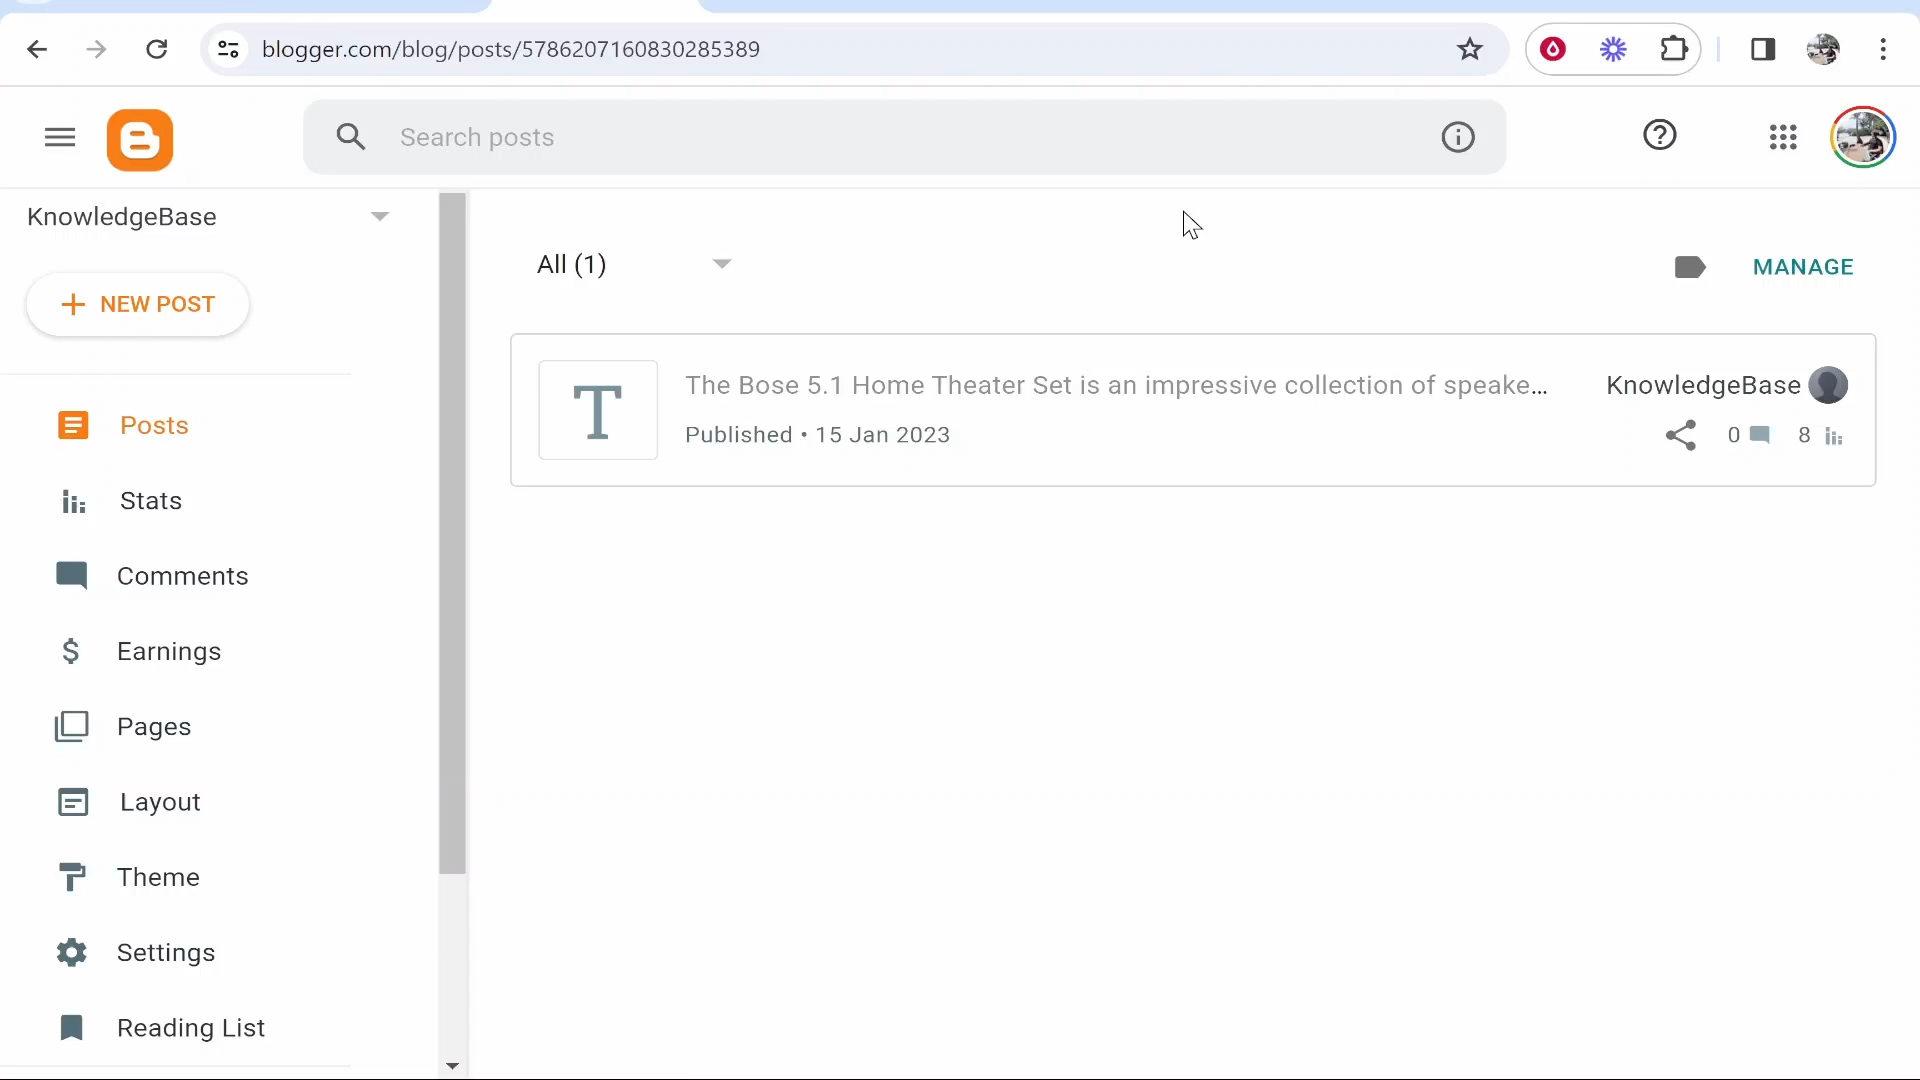 blogger.com/blog/posts/5786207160830285389
Search posts
KnowledgeBase
NEW POST
Posts
Stats
Comments
Earnings
Pages
Layout
Theme
Settings
Reading List
All (1)
MANAGE
T
The Bose 5.1 Home Theater Set is an impressive collection of speake...
Published • 15 Jan 2023
KnowledgeBase
0
8